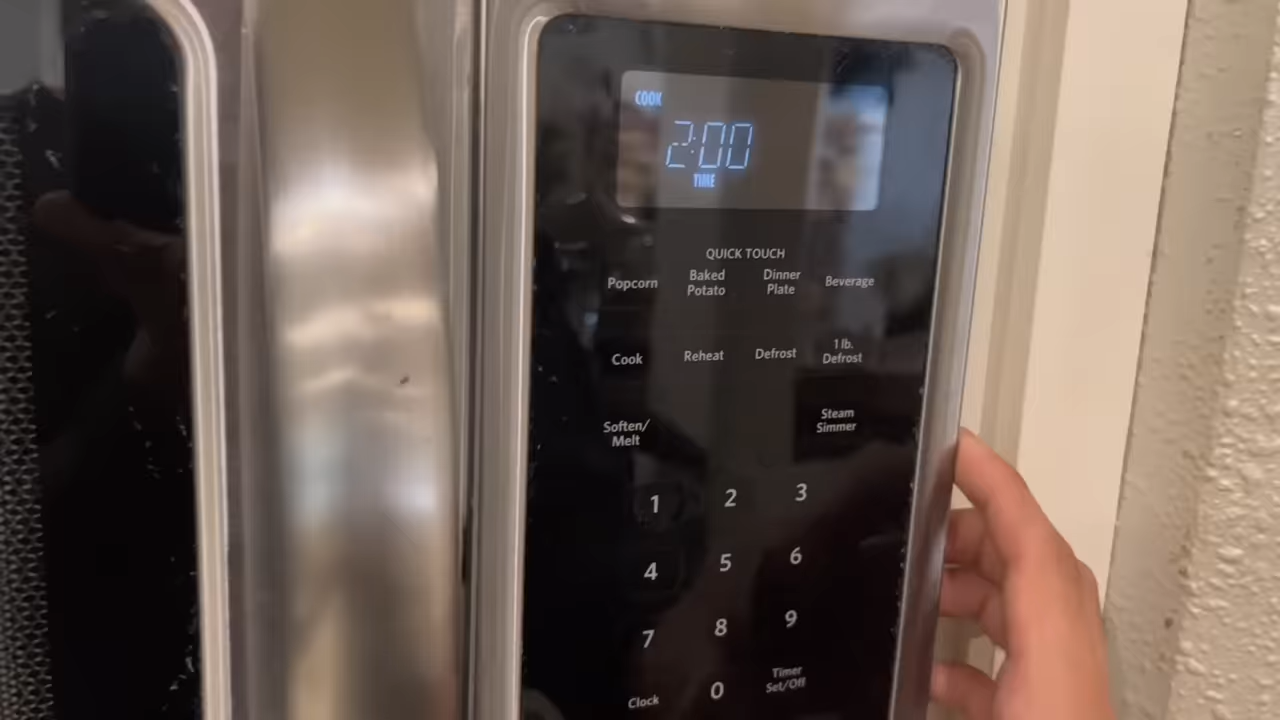 COOK
2:00
TIME
QUICK TOUCH
Popcorn Baked Potato Dinner Plate Beverage
Cook Reheat Defrost 1 lb. Defrost
Soften/ Melt Steam Simmer
1 2 3
4 5 6
7 8 9
Clock 0 Timer Set/Off